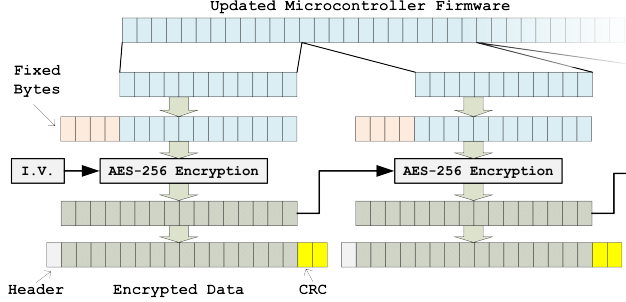 Updated Microcontroller Firmware
Fixed
Bytes
I.V.
AES-256 Encryption
AES-256 Encryption
Header
Encrypted Data
CRC